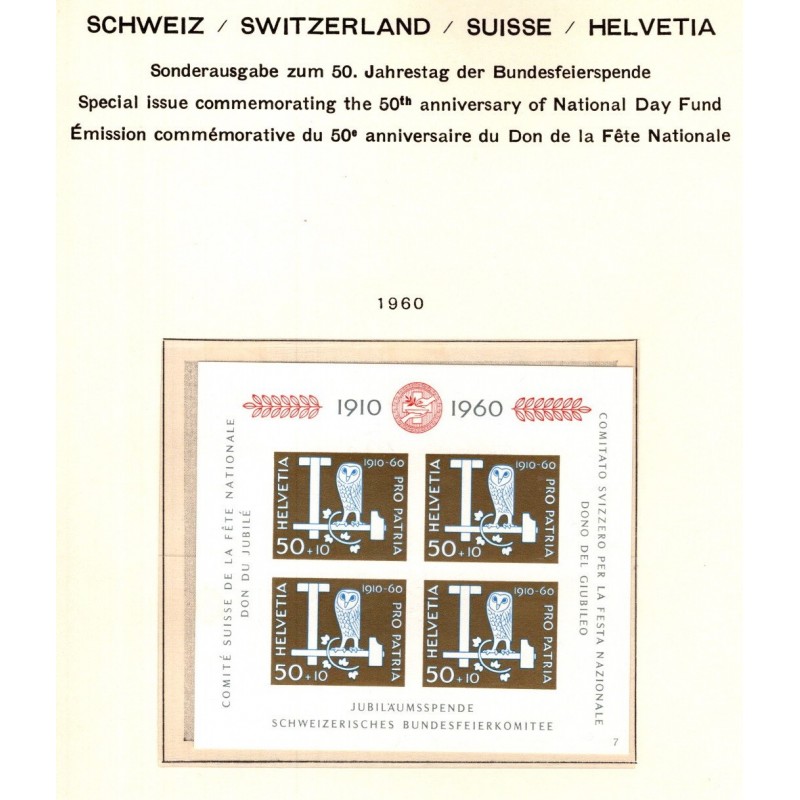 SCHWEIZ / SWITZERLAND / SUISSE / HELVETIA
Sonderausgabe zum 50. Jahrestag der Bundesfeierspende
Special issue commemorating the 50th anniversary of National Day Fund
Émission commémorative du 50e anniversaire du Don de la Fête Nationale
1960
1910 1960
COMITÉ SUISSE DE LA FÊTE NATIONALE
DON DU JUBILÉ
HELVETIA
1910-60
PRO PATRIA
50+10
HELVETIA
1910-60
PRO PATRIA
50+10
HELVETIA
1910-60
PRO PATRIA
50+10
HELVETIA
1910-60
PRO PATRIA
50+10
COMITATO SVIZZERO PER LA FESTA NAZIONALE
DONO DEL GIUBILEO
JUBILÄUMSSPENDE
SCHWEIZERISCHES BUNDESFEIERKOMITEE
7